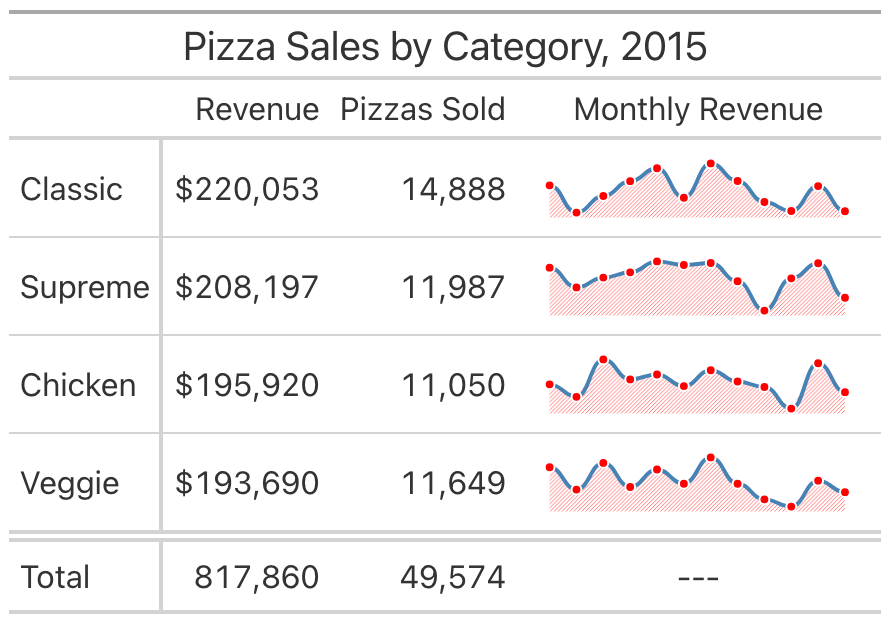 Pizza Sales by Category, 2015
Revenue Pizzas Sold Monthly Revenue
Classic $220,053 14,888
Supreme $208,197 11,987
Chicken $195,920 11,050
Veggie $193,690 11,649
Total 817,860 49,574 ---